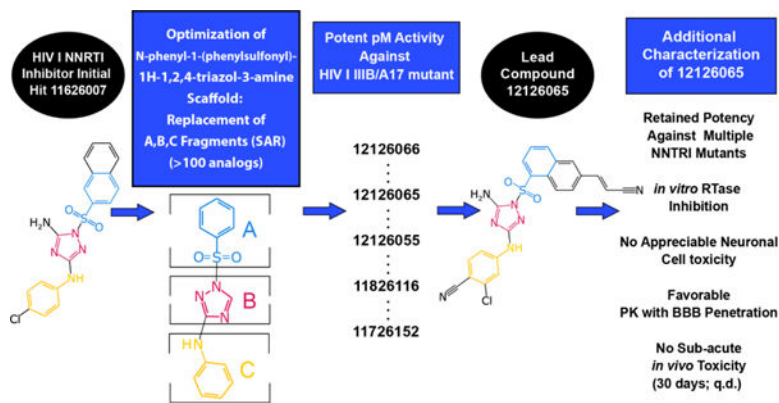 HIV I NNRTI
Inhibitor Initial
Hit 11626007
Optimization of
N-phenyl-1-(phenylsulfonyl)-
1H-1,2,4-triazol-3-amine
Scaffold:
Replacement of
A,B,C Fragments (SAR)
(>100 analogs)
Potent pM Activity
Against
HIV I IIIB/A17 mutant
Lead
Compound
12126065
Additional
Characterization
of 12126065
H2N
N
N
N
S
O
O
NH
Cl
A
O
S
O
B
N
N
N
C
HN
12126066
12126065
12126055
11826116
11726152
O
S
O
H2N
N
N
N
NH
N
Cl
N
Retained Potency
Against Multiple
NNTRI Mutants
in vitro RTase
Inhibition
No Appreciable Neuronal
Cell toxicity
Favorable
PK with BBB Penetration
No Sub-acute
in vivo Toxicity
(30 days; q.d.)